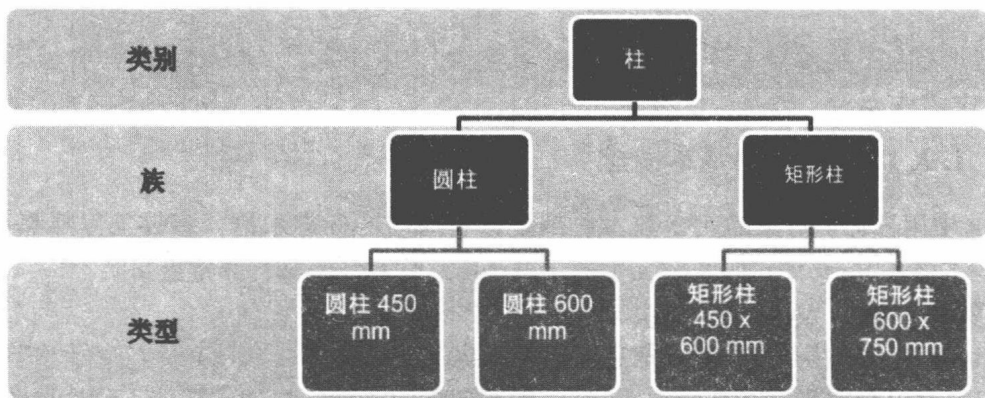 类别
柱
族
圆柱
矩形柱
类型
圆柱 450
mm
圆柱 600
mm
矩形柱
450 x
600 mm
矩形柱
600 x
750 mm